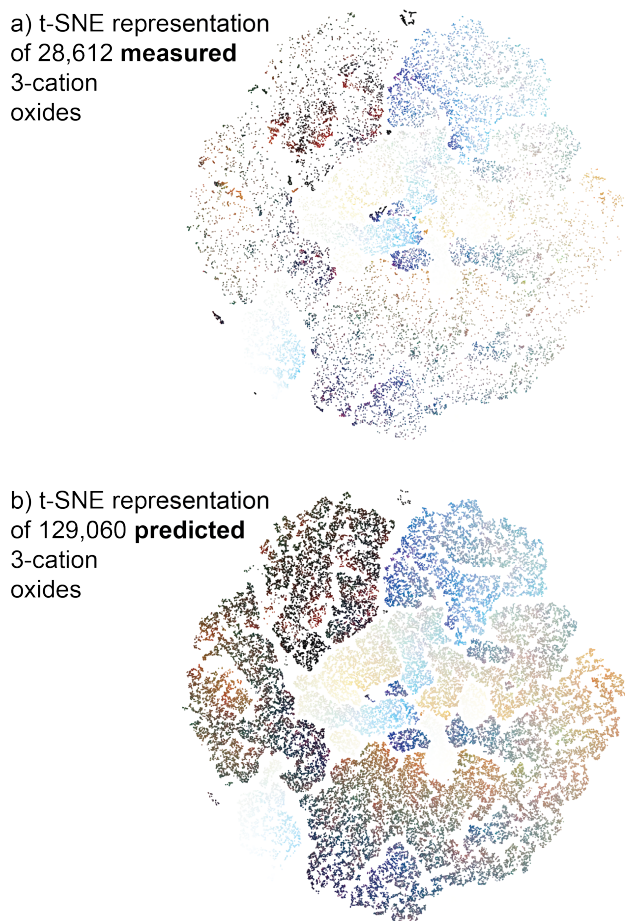 a) t-SNE representation
of 28,612 measured
3-cation
oxides
b) t-SNE representation
of 129,060 predicted
3-cation
oxides